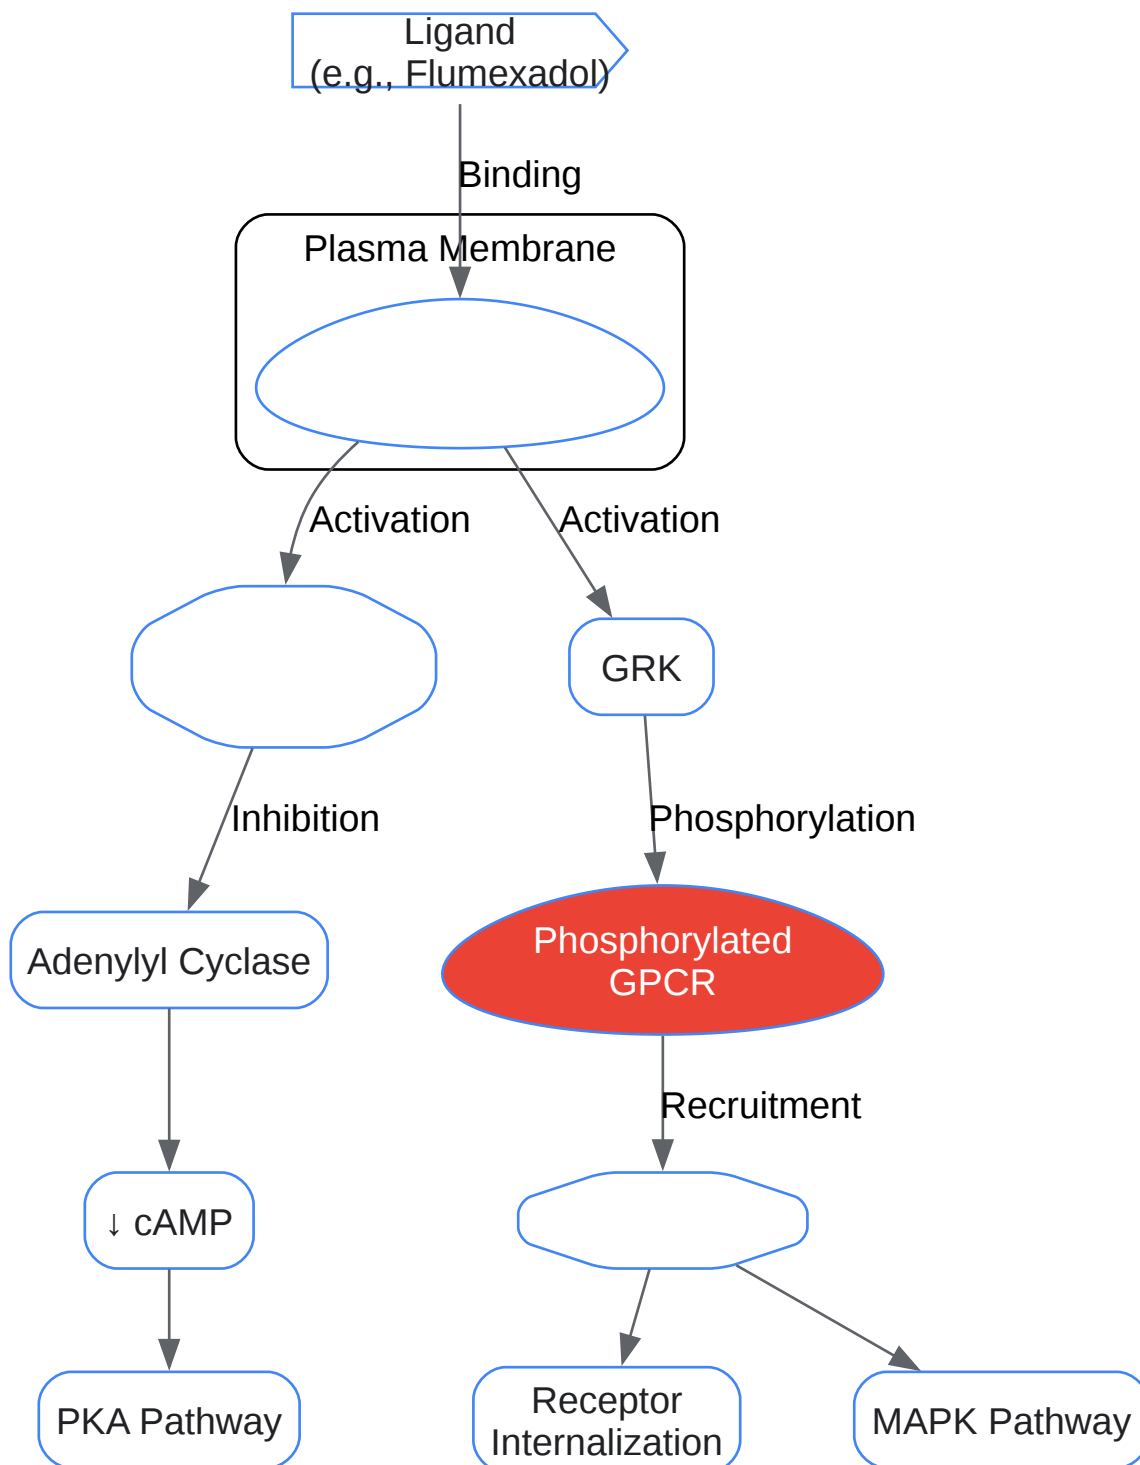 Ligand
(e.g., Flumexadol)
Binding
Plasma Membrane
Activation
Activation
GRK
Inhibition
Phosphorylation
Adenylyl Cyclase
Phosphorylated
GPCR
Recruitment
↓ cAMP
PKA Pathway
Receptor
Internalization
MAPK Pathway